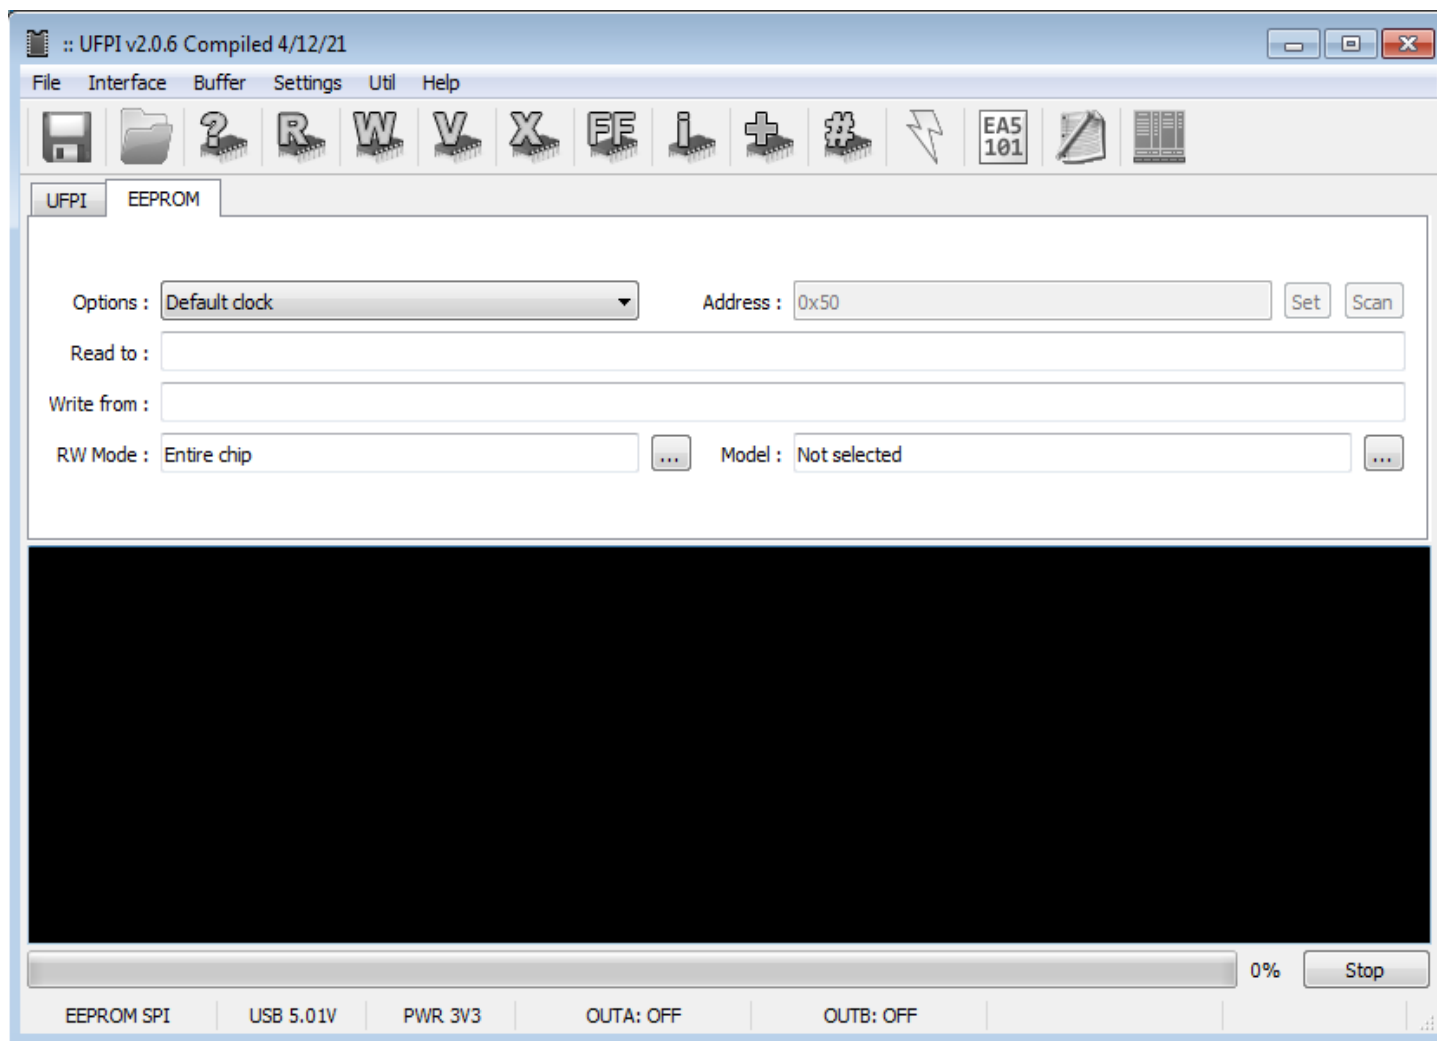 :: UFPI v2.0.6 Compiled 4/12/21
File Interface Buffer Settings Util Help
? R W V X FF i + # EA5
101
UFPI EEPROM
Options : Default clock Address : 0x50 Set Scan
Read to :
Write from :
RW Mode : Entire chip ... Model : Not selected ...
0% Stop
EEPROM SPI USB 5.01V PWR 3V3 OUTA: OFF OUTB: OFF